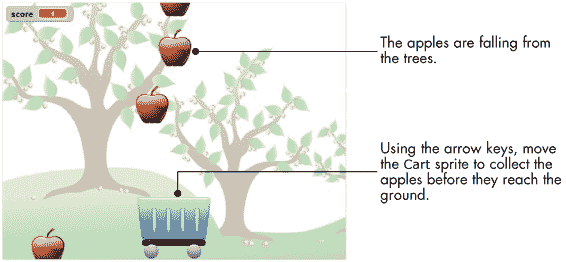 score
The apples are falling from
the trees.
Using the arrow keys, move
the Cart sprite to collect the
apples before they reach the
ground.